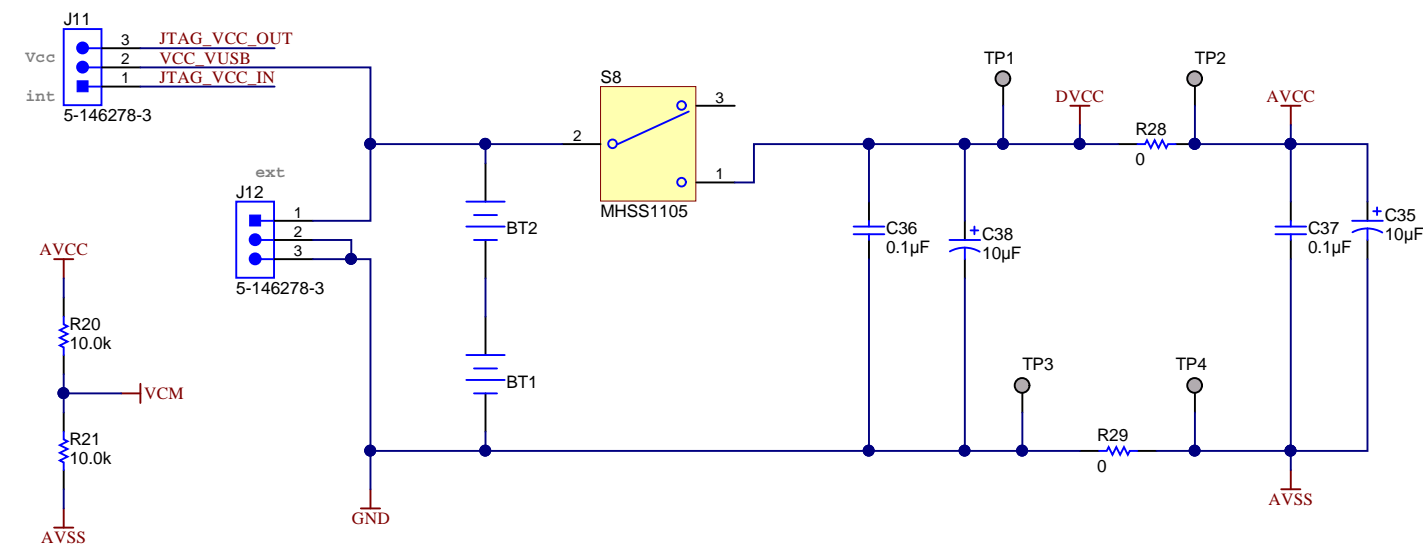 J11
3 JTAG_VCC_OUT
Vcc
2 VCC_VUSB
1 JTAG_VCC_IN
int
5-146278-3
ext
J12
1
2
3
5-146278-3
S8
2
3
1
MHSS1105
BT2
BT1
TP1
DVCC
TP2
AVCC
R28
0
C36
0.1µF
C38
10µF
C37
0.1µF
C35
10µF
TP3
TP4
R29
0
AVSS
GND
AVCC
R20
10.0k
VCM
R21
10.0k
AVSS
+
+